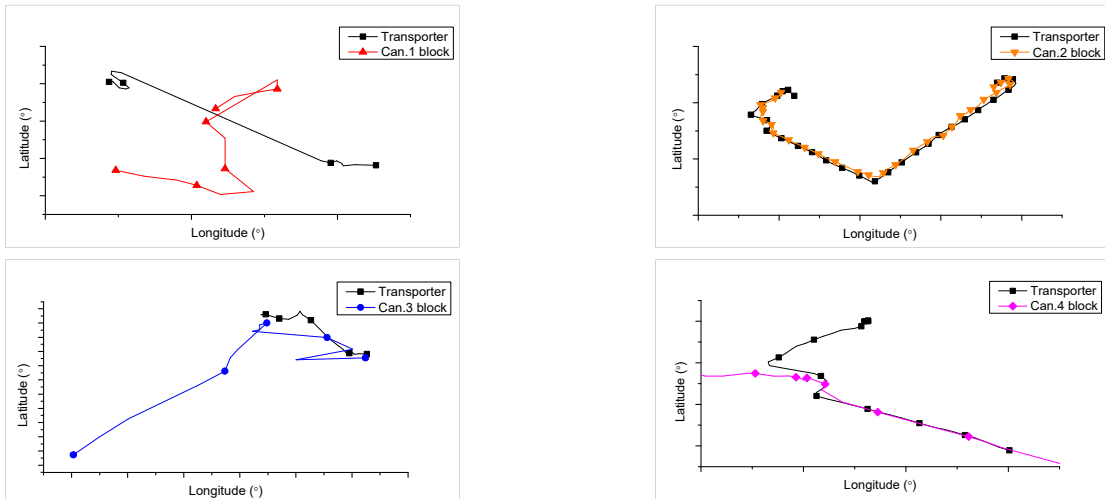 Transporter
Can.1 block
Latitude (°)
Longitude (°)
Transporter
Can.2 block
Latitude (°)
Longitude (°)
Transporter
Can.3 block
Latitude (°)
Longitude (°)
Transporter
Can.4 block
Latitude (°)
Longitude (°)